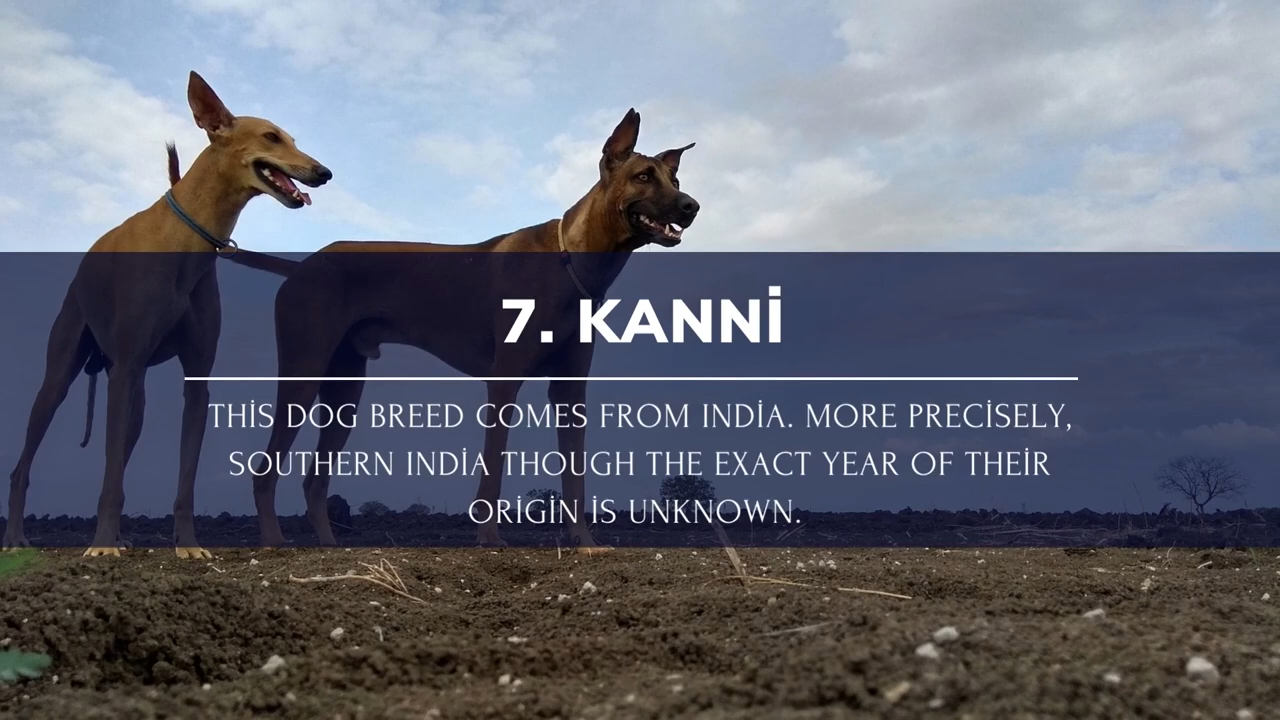 7. KANNİ
THİS DOG BREED COMES FROM INDİA. MORE PRECİSELY,
SOUTHERN INDİA THOUGH THE EXACT YEAR OF THEİR
ORİGİN İS UNKNOWN.